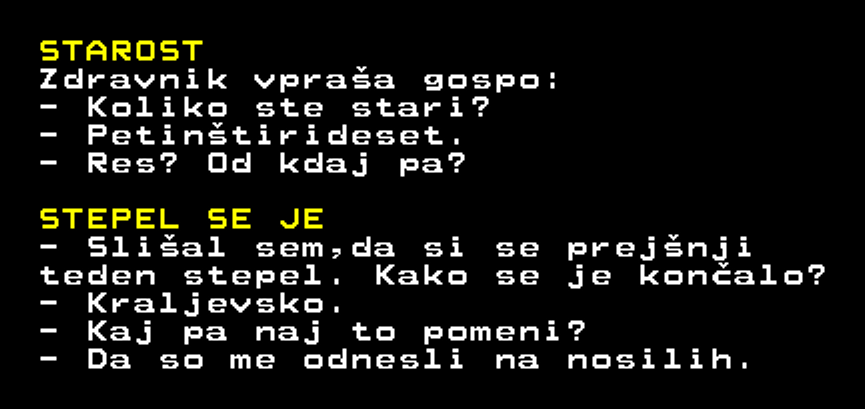 STAROST
Zdravnik vpraša gospo:
- Koliko ste stari?
- Petinštirideset.
- Res? Od kdaj pa?
STEPEL SE JE
- Slišal sem,da si se prejšnji
teden stepel. Kako se je končalo?
- Kraljevsko.
- Kaj pa naj to pomeni?
- Da so me odnesli na nosilih.